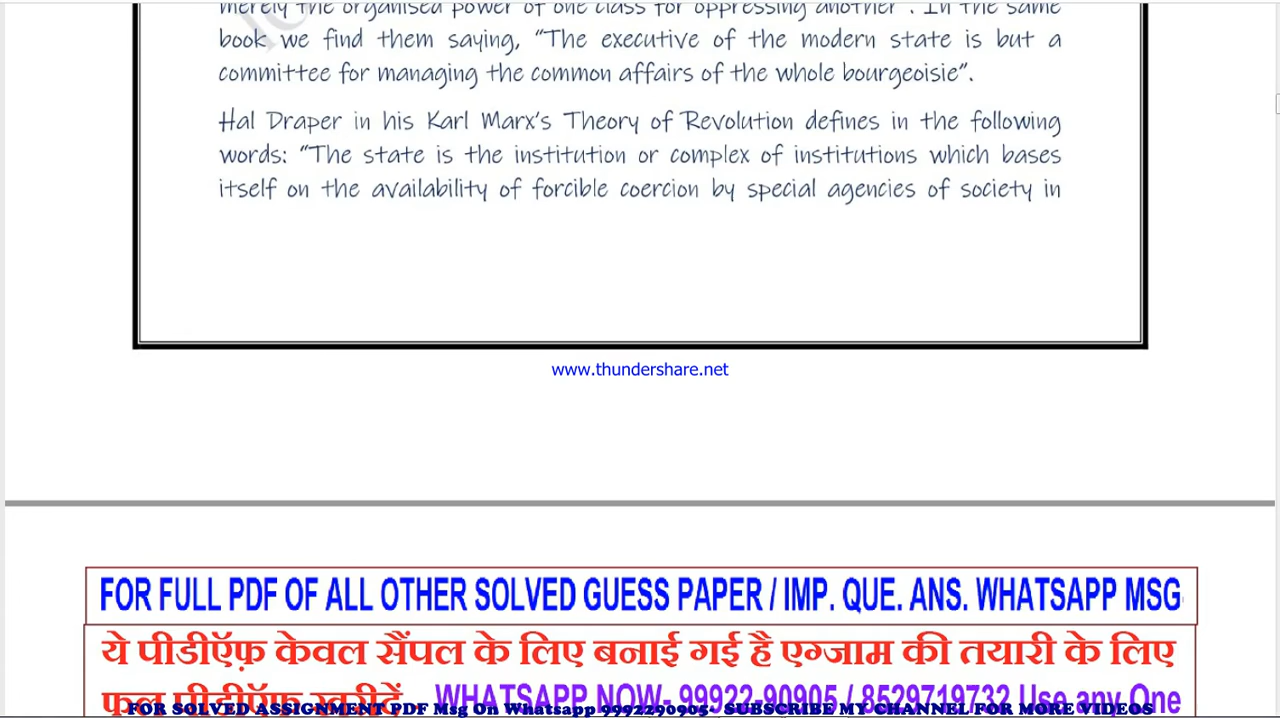 merely the organised power of one class for oppressing another". In the same
book we find them saying, "The executive of the modern state is but a
committee for managing the common affairs of the whole bourgeoisie".
Hal Draper in his Karl Marx's Theory of Revolution defines in the following
words: "The state is the institution or complex of institutions which bases
itself on the availability of forcible coercion by special agencies of society in
www.thundershare.net
FOR FULL PDF OF ALL OTHER SOLVED GUESS PAPER / IMP. QUE. ANS. WHATSAPP MSG
ये पीडीऍफ़ केवल सैंपल के लिए बनाई गई है एग्जाम की तयारी के लिए
फुल पीडीऍफ़ खरीदें - WHATSAPP NOW- 99922-90905 / 8529719732 Use any One
FOR SOLVED ASSIGNMENT PDF Msg On Whatsapp 9992290905- SUBSCRIBE MY CHANNEL FOR MORE VIDEOS